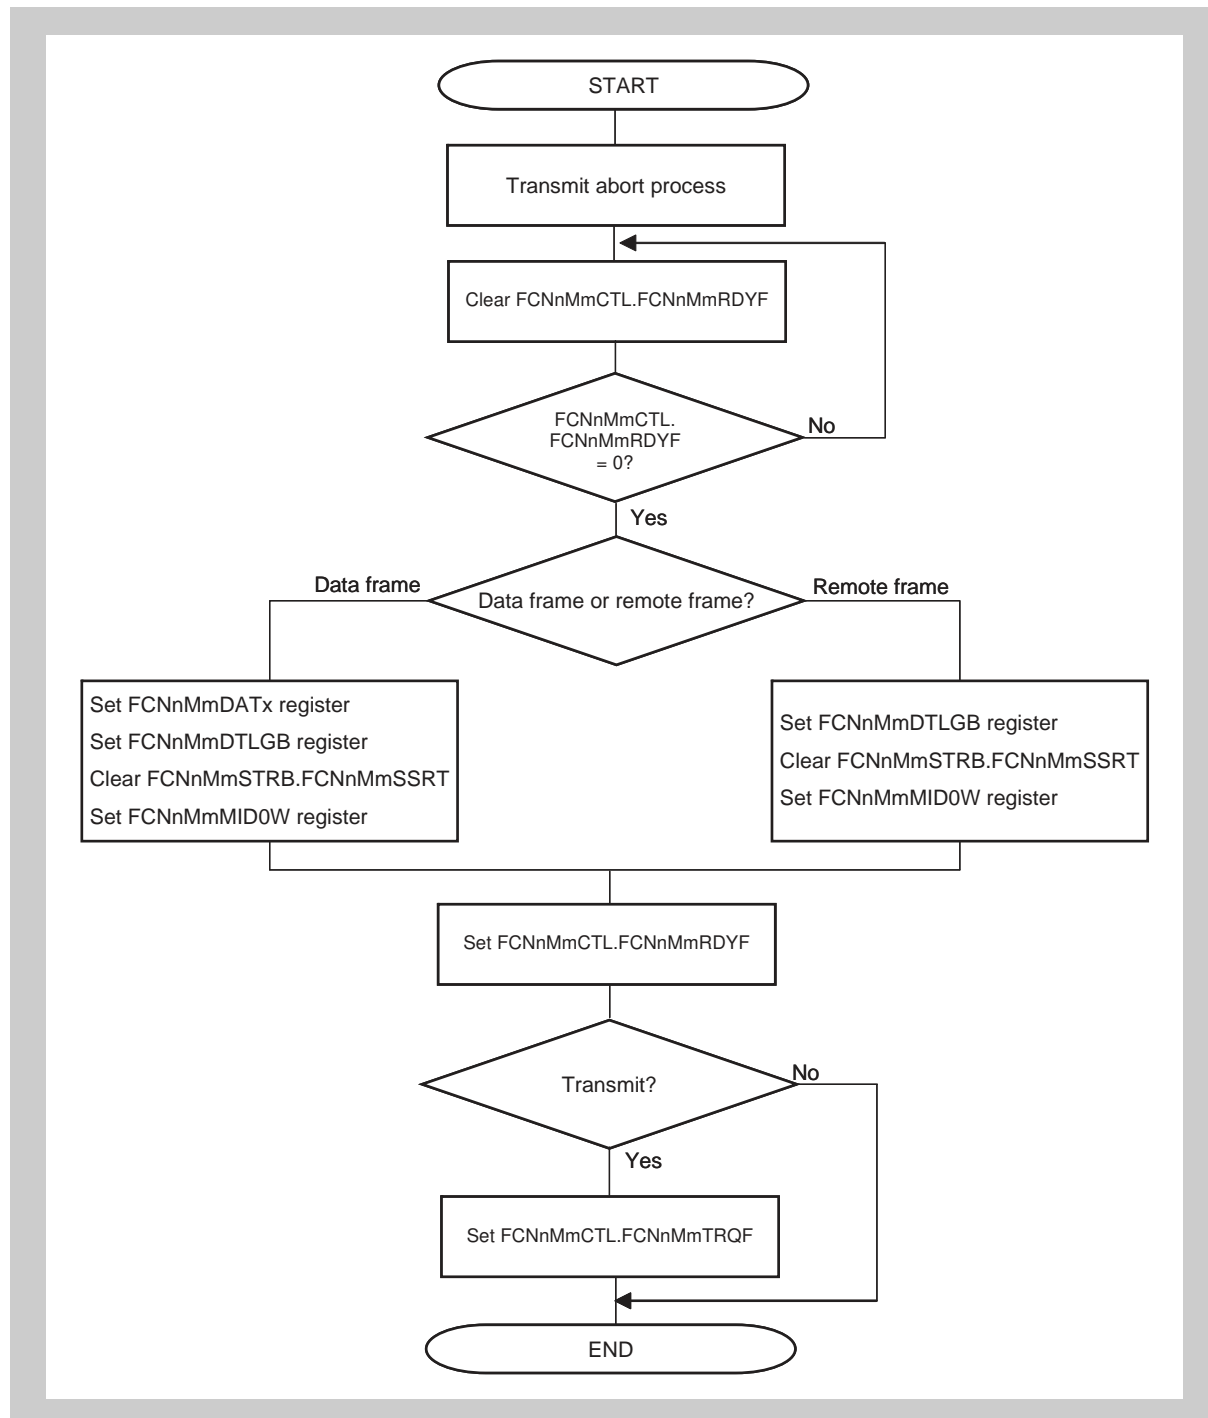 START
Transmit abort process
Clear FCNnMmCTL.FCNnMmRDYF
FCNnMmCTL.
FCNnMmRDYF
= 0?
No
Yes
Data frame
Data frame or remote frame?
Remote frame
Set FCNnMmDATx register
Set FCNnMmDTLGB register
Clear FCNnMmSTRB.FCNnMmSSRT
Set FCNnMmMID0W register
Set FCNnMmDTLGB register
Clear FCNnMmSTRB.FCNnMmSSRT
Set FCNnMmMID0W register
Set FCNnMmCTL.FCNnMmRDYF
Transmit?
No
Yes
Set FCNnMmCTL.FCNnMmTRQF
END